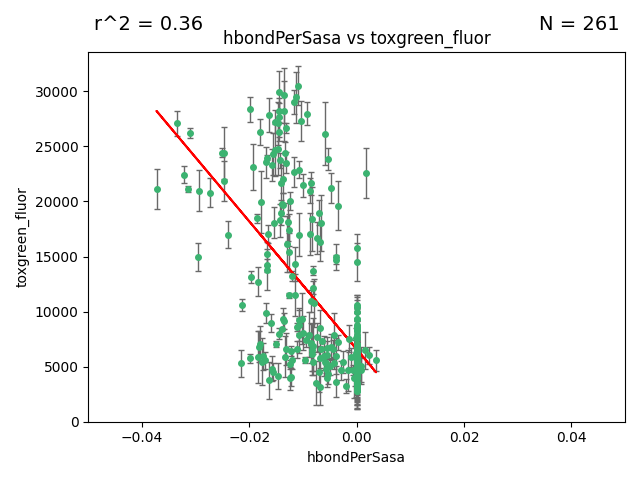 r^2 = 0.36
N = 261
hbondPerSasa vs toxgreen_fluor
30000
25000
20000
15000
10000
5000
0
toxgreen_fluor
−0.04
−0.02
0.00
0.02
0.04
hbondPerSasa